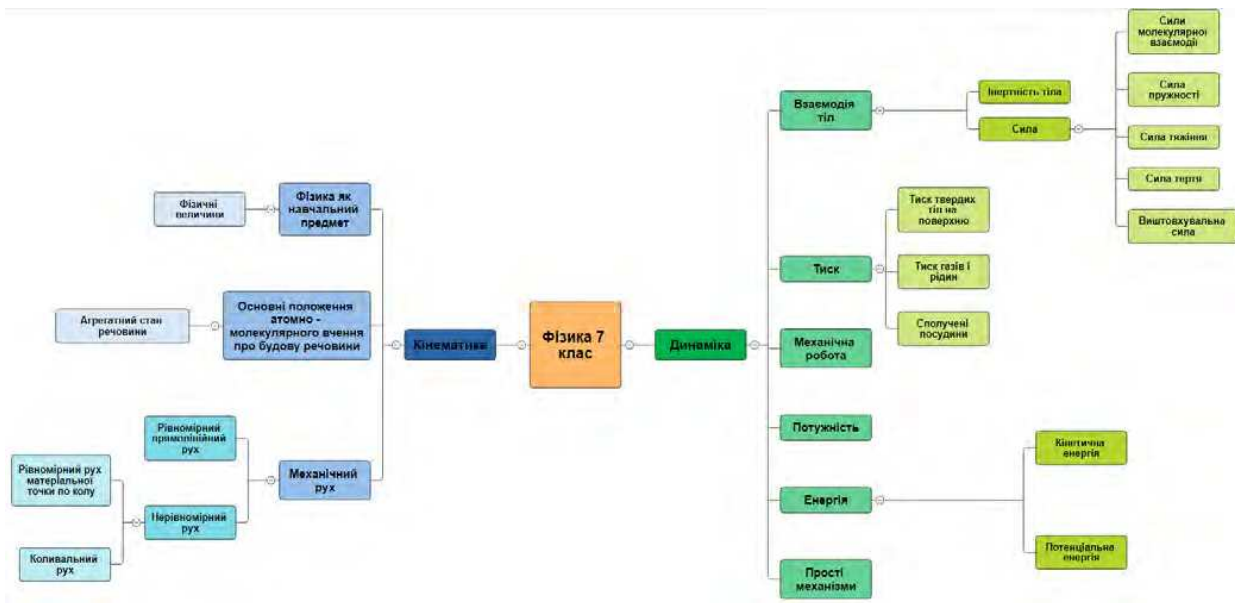 Фізика 7
клас
Кінематика
Фізика як
навчальний
предмет
Фізичні
величини
Основні положення
атомно -
молекулярного вчення
про будову речовини
Агрегатний стан
речовини
Механічний
рух
Рівномірний
прямолінійний
рух
Нерівномірний
рух
Рівномірний рух
матеріальної
точки по колу
Коливальний
рух
Динаміка
Взаємодія
тіл
Інертність тіла
Сила
Сили
молекулярної
взаємодії
Сила
пружності
Сила тяжіння
Сила тертя
Виштовхувальна
сила
Тиск
Тиск твердих
тіл на
поверхню
Тиск газів і
рідин
Сполучені
посудини
Механічна
робота
Потужність
Енергія
Кінетична
енергія
Потенціальна
енергія
Прості
механізми